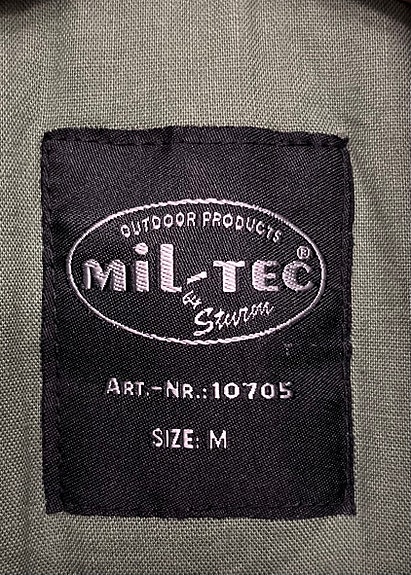 OUTDOOR PRODUCTS
MiL-TEC®
by Sturm
ART.-NR.:10705
SIZE: M